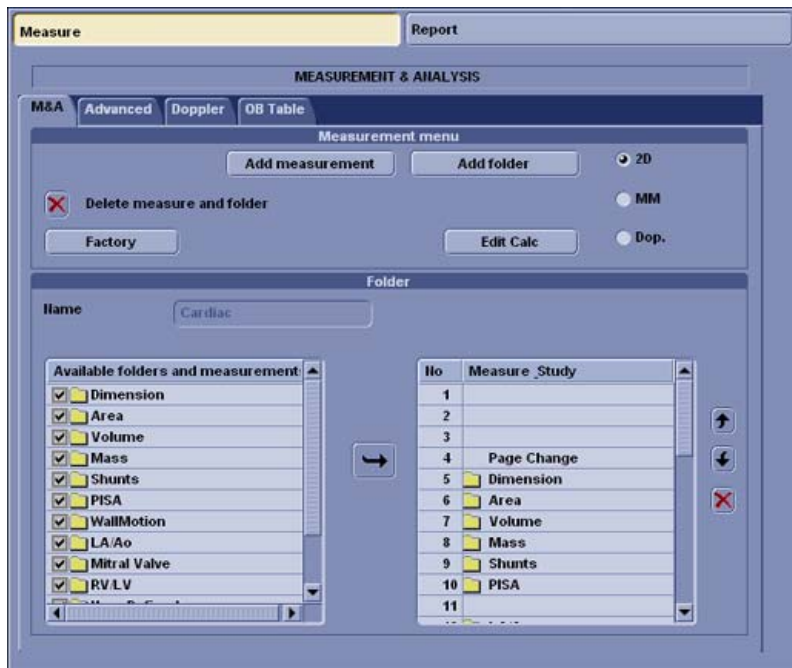 Measure Report
MEASUREMENT & ANALYSIS
M&A Advanced Doppler OB Table
Measurement menu
Add measurement Add folder 2D
Delete measure and folder MM
Factory Edit Calc Dop.
Folder
Name Cardiac
Available folders and measurement No Measure_Study
Dimension 1
Area 2
Volume 3
Mass 4 Page Change
Shunts 5 Dimension
PISA 6 Area
WallMotion 7 Volume
LA/Ao 8 Mass
Mitral Valve 9 Shunts
RV/LV 10 PISA
11